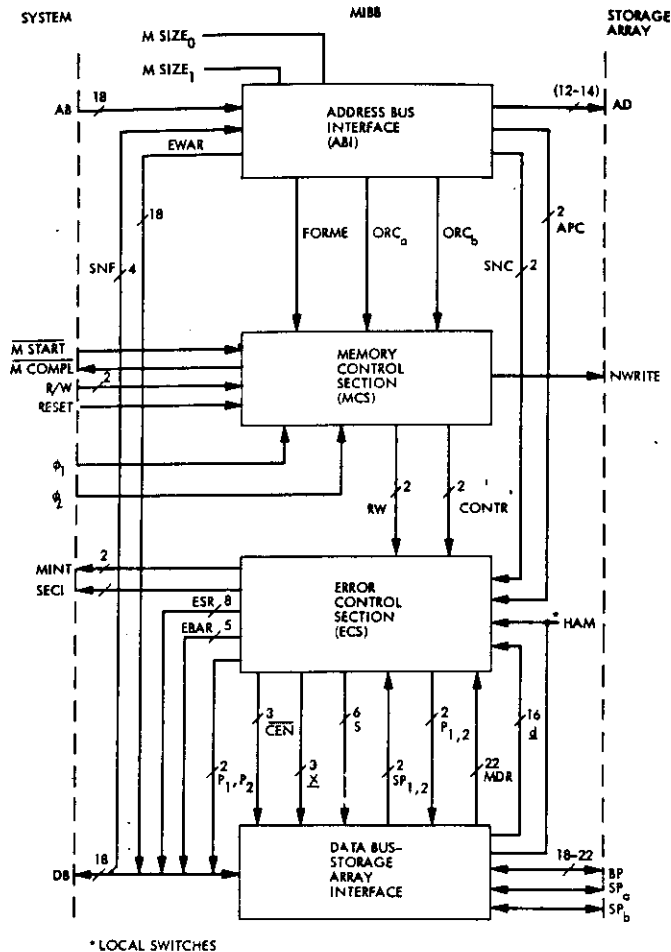 SYSTEM
MIBB
STORAGE
ARRAY
M SIZE0
M SIZE1
AB
18
ADDRESS BUS
INTERFACE
(ABI)
(12-14)
AD
EWAR
18
SNF
4
FORME
ORCa
ORCb
SNC
2
2
APC
M START
M COMPL
R/W
2
RESET
MEMORY
CONTROL
SECTION
(MCS)
NWRITE
ϕ1
ϕ2
RW
2
2
CONTR
MINT
2
SECI
ERROR
CONTROL
SECTION
(ECS)
* HAM
ESR
8
EBAR
5
2
P1, P2
3
CEN
3
X
6
S
2
SP1,2
2
P1,2
22
MDR
16
d
DATA BUS–
STORAGE
ARRAY
INTERFACE
DB
18
18-22
BP
SPa
SPb
* LOCAL SWITCHES